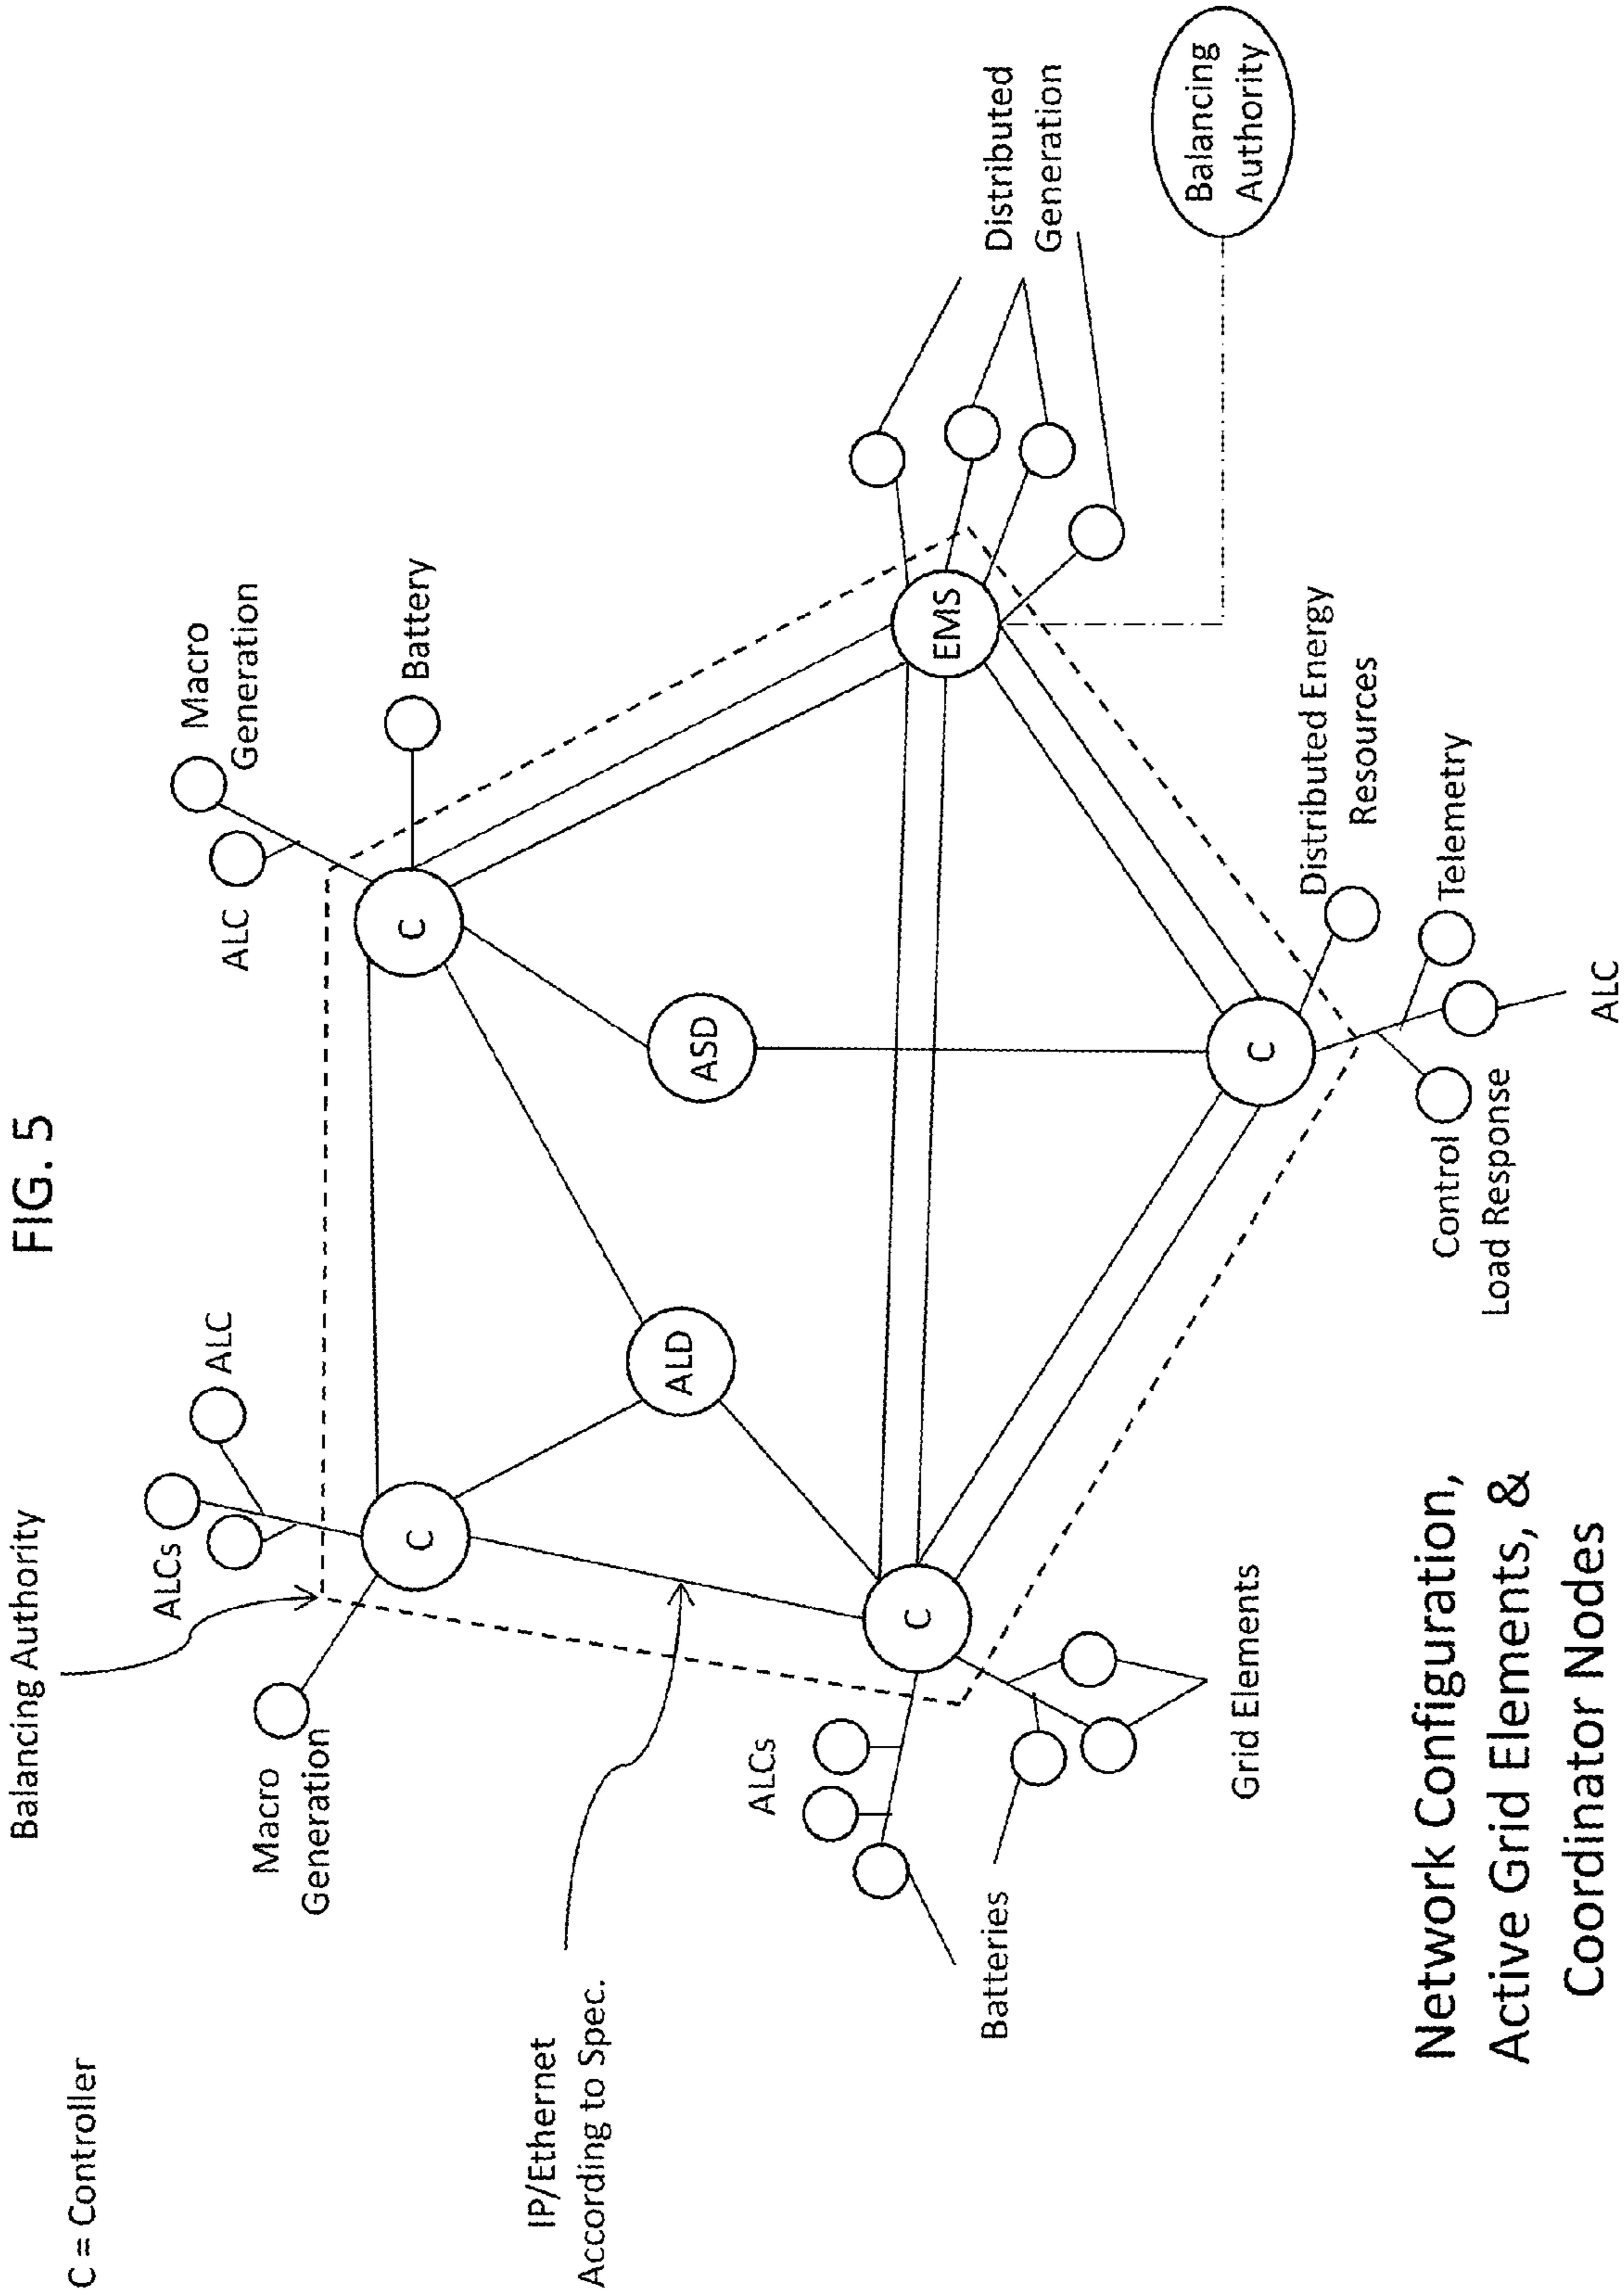 FIG. 5
C = Controller
Balancing Authority
ALCs
ALC
Macro
Generation
ALC
Macro
Generation
Battery
IP/Ethernet
According to Spec.
C
C
ALD
ASD
ALCs
Batteries
C
EMS
Distributed
Generation
Balancing
Authority
Grid Elements
C
Distributed Energy
Resources
Telemetry
Control
Load Response
ALC
Network Configuration,
Active Grid Elements, &
Coordinator Nodes